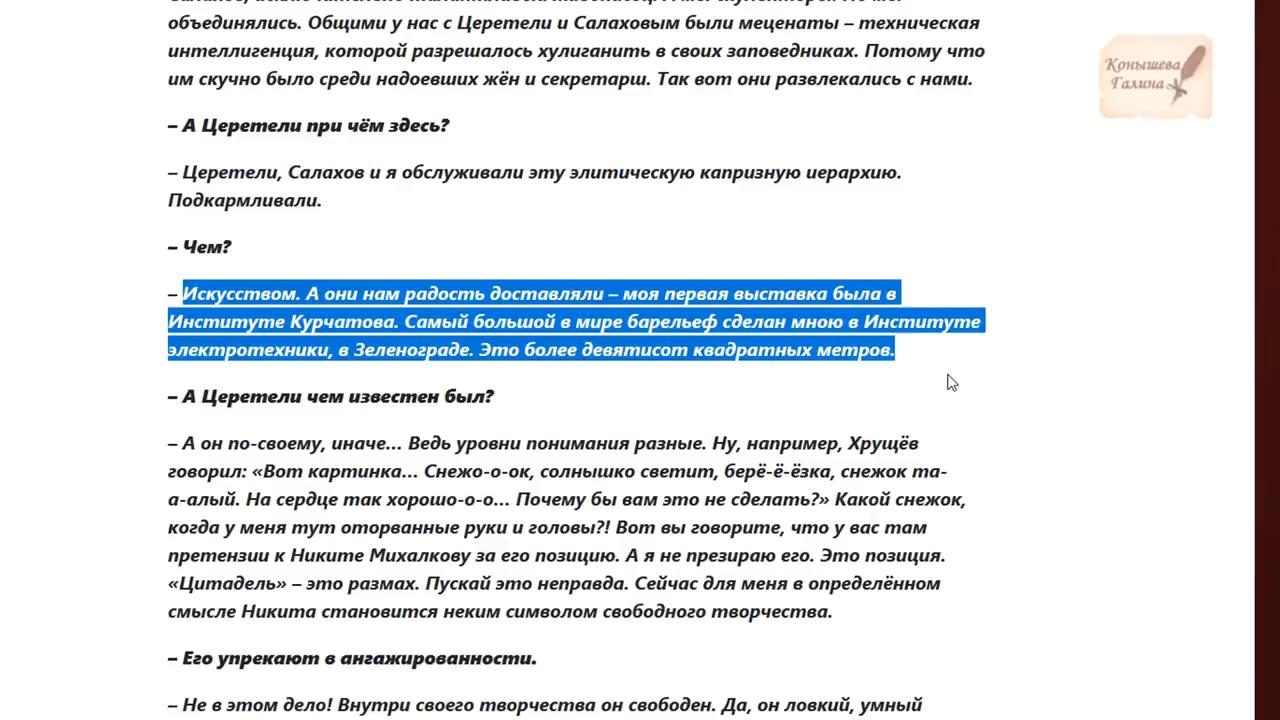 объединялись. Общими у нас с Церетели и Салаховым были меценаты – техническая
интеллигенция, которой разрешалось хулиганить в своих заповедниках. Потому что
им скучно было среди надоевших жён и секретарш. Так вот они развлекались с нами.
– А Церетели при чём здесь?
– Церетели, Салахов и я обслуживали эту элитическую капризную иерархию.
Подкармливали.
– Чем?
– Искусством. А они нам радость доставляли – моя первая выставка была в
Институте Курчатова. Самый большой в мире барельеф сделан мною в Институте
электротехники, в Зеленограде. Это более девятисот квадратных метров.
– А Церетели чем известен был?
– А он по-своему, иначе... Ведь уровни понимания разные. Ну, например, Хрущёв
говорил: «Вот картинка... Снежо-о-ок, солнышко светит, берё-ё-ёзка, снежок та-
а-алый. На сердце так хорошо-о-о... Почему бы вам это не сделать?» Какой снежок,
когда у меня тут оторванные руки и головы?! Вот вы говорите, что у вас там
претензии к Никите Михалкову за его позицию. А я не презираю его. Это позиция.
«Цитадель» – это размах. Пускай это неправда. Сейчас для меня в определённом
смысле Никита становится неким символом свободного творчества.
– Его упрекают в ангажированности.
– Не в этом дело! Внутри своего творчества он свободен. Да, он ловкий, умный
Конышева
Галина